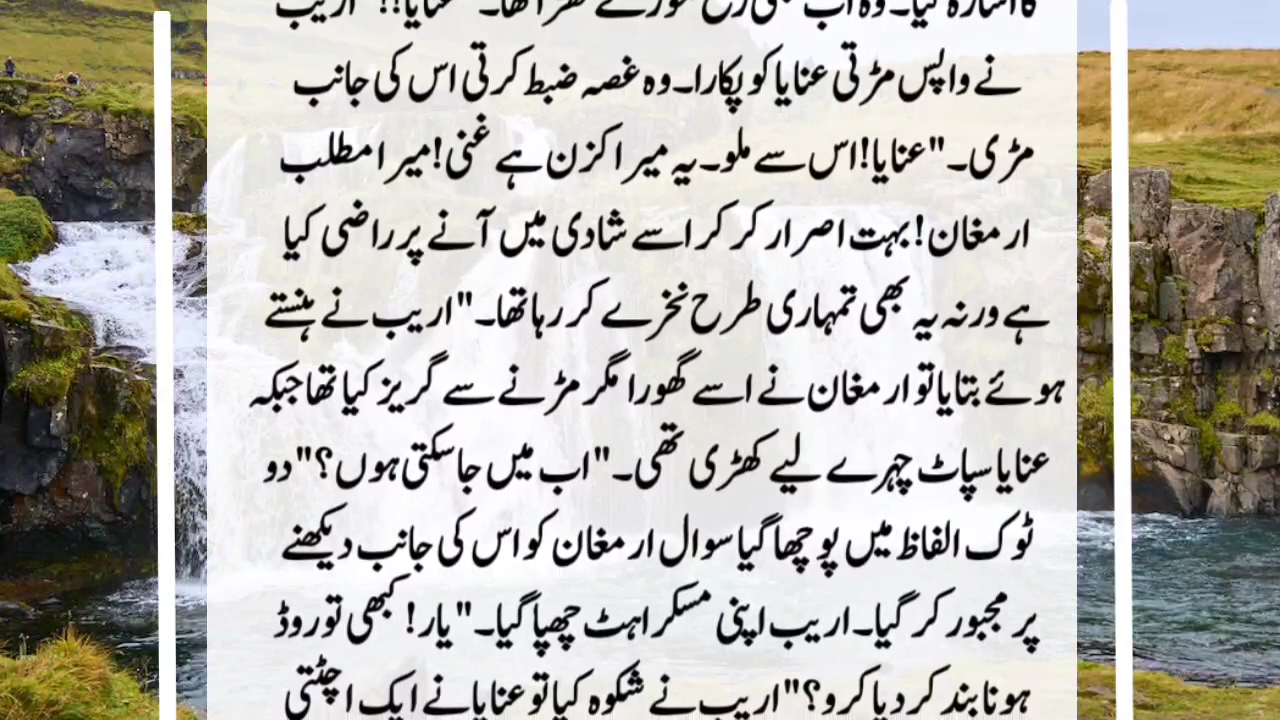 کا اشارہ کیا۔ وہ اب بھی رخ موڑے کھڑا تھا۔ "عنایا!!" اریب
نے واپس مڑتی عنایا کو پکارا۔ وہ غصہ ضبط کرتی اس کی جانب
مڑی۔ "عنایا! اس سے ملو۔ یہ میرا کزن ہے غنی! میرا مطلب
ارمغان! بہت اصرار کر کر اسے شادی میں آنے پر راضی کیا
ہے ورنہ یہ بھی تمہاری طرح نخرے کر رہا تھا۔" اریب نے ہنستے
ہوئے بتایا تو ارمغان نے اسے گھورا مگر مڑنے سے گریز کیا تھا جبکہ
عنایا سپاٹ چہرے لیے کھڑی تھی۔ "اب میں جا سکتی ہوں؟" دو
ٹوک الفاظ میں پوچھا گیا سوال ارمغان کو اس کی جانب دیکھنے
پر مجبور کر گیا۔ اریب اپنی مسکراہٹ چھپا گیا۔ "یار! کبھی تو روڈ
ہونا بند کر دیا کرو؟" اریب نے شکوہ کیا تو عنایا نے ایک اچٹتی